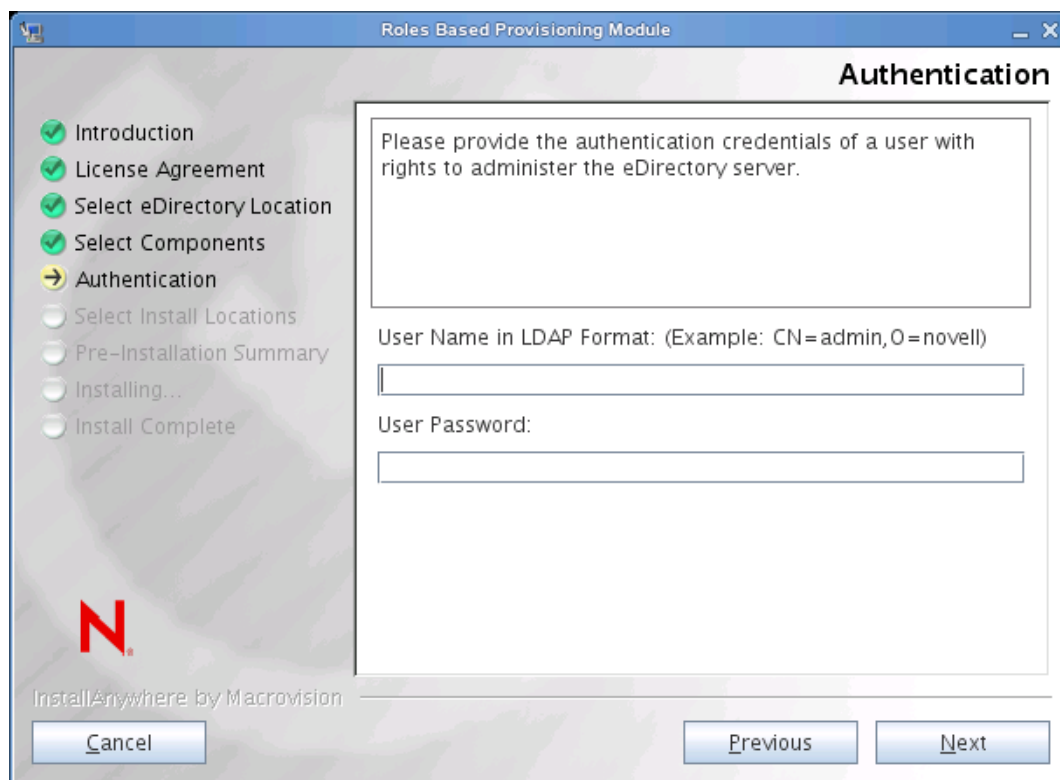 Roles Based Provisioning Module
Authentication
Introduction
License Agreement
Select eDirectory Location
Select Components
Authentication
Select Install Locations
Pre-Installation Summary
Installing...
Install Complete
Please provide the authentication credentials of a user with
rights to administer the eDirectory server.
User Name in LDAP Format: (Example: CN=admin,O=novell)
User Password:
N®
InstallAnywhere by Macrovision
Cancel
Previous
Next